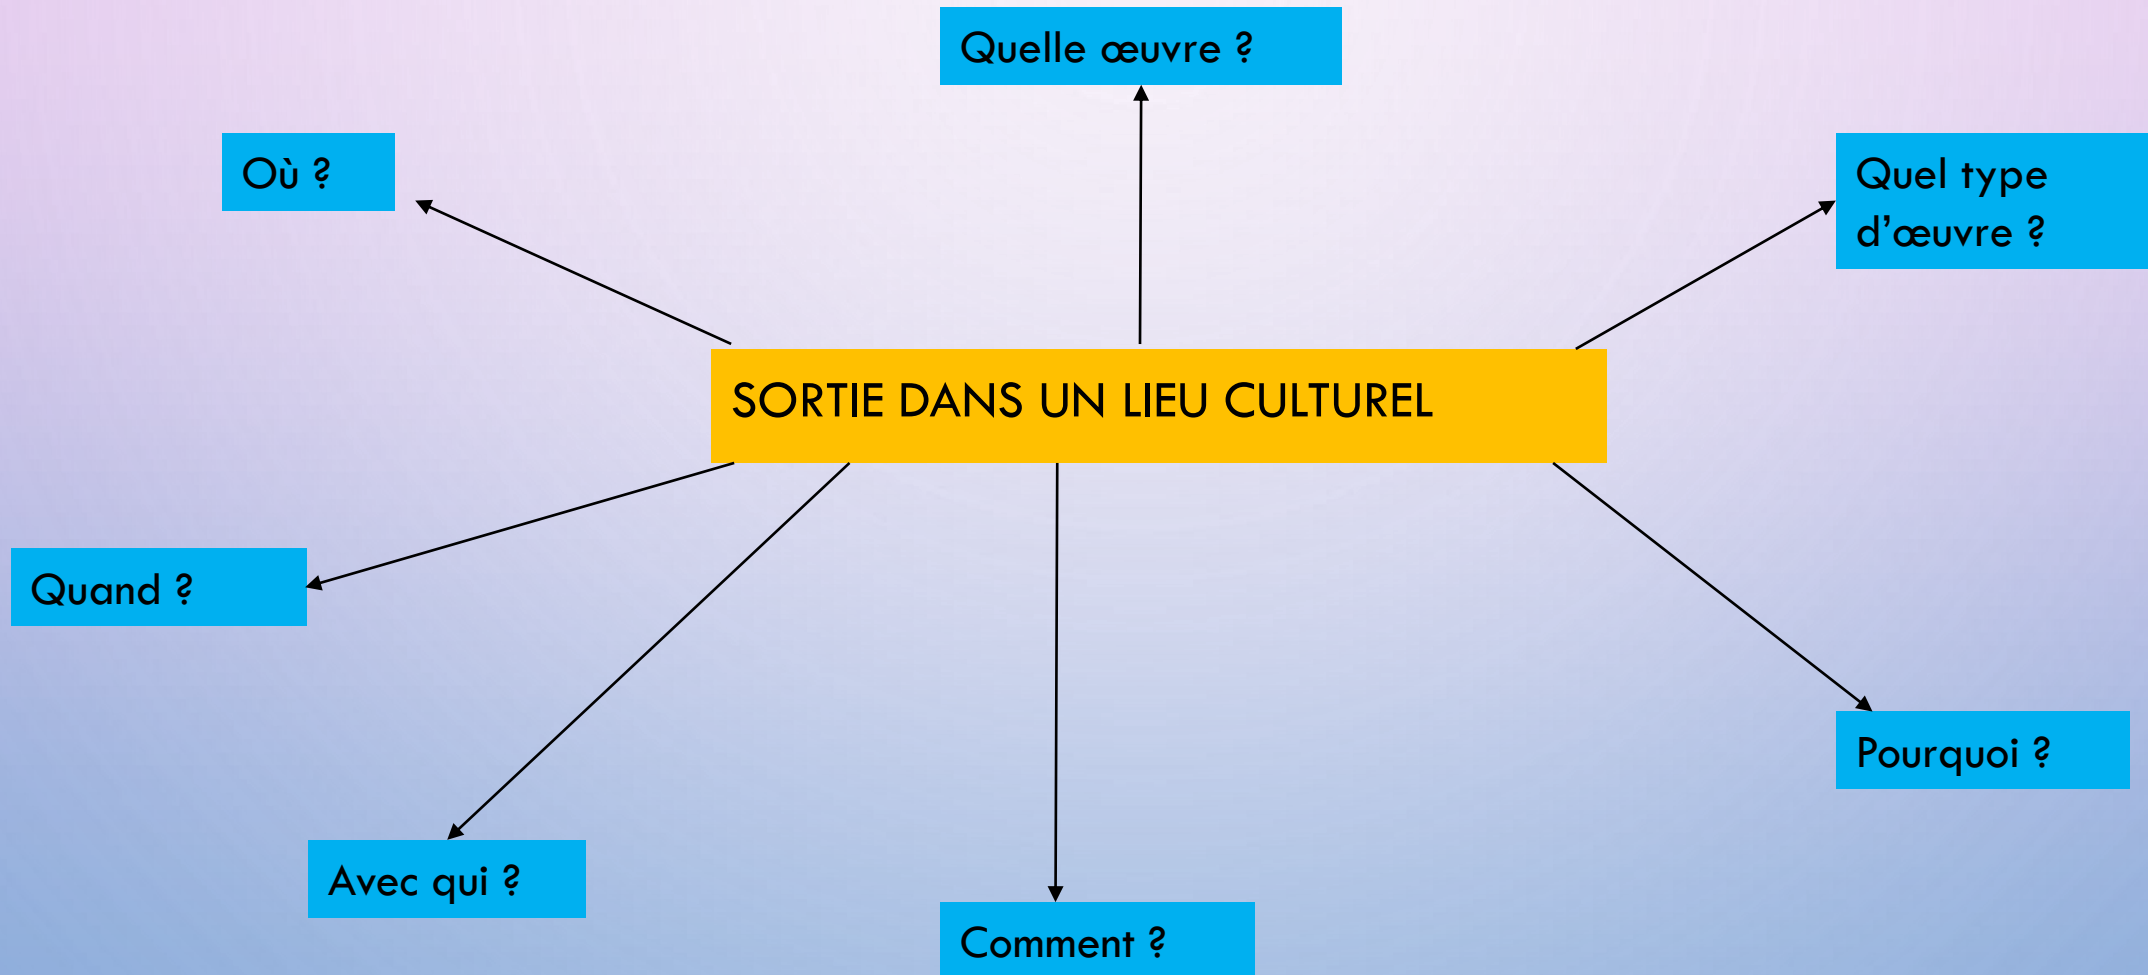 Quelle œuvre ?
Où ?
Quel type
d’œuvre ?
SORTIE DANS UN LIEU CULTUREL
Quand ?
Pourquoi ?
Avec qui ?
Comment ?